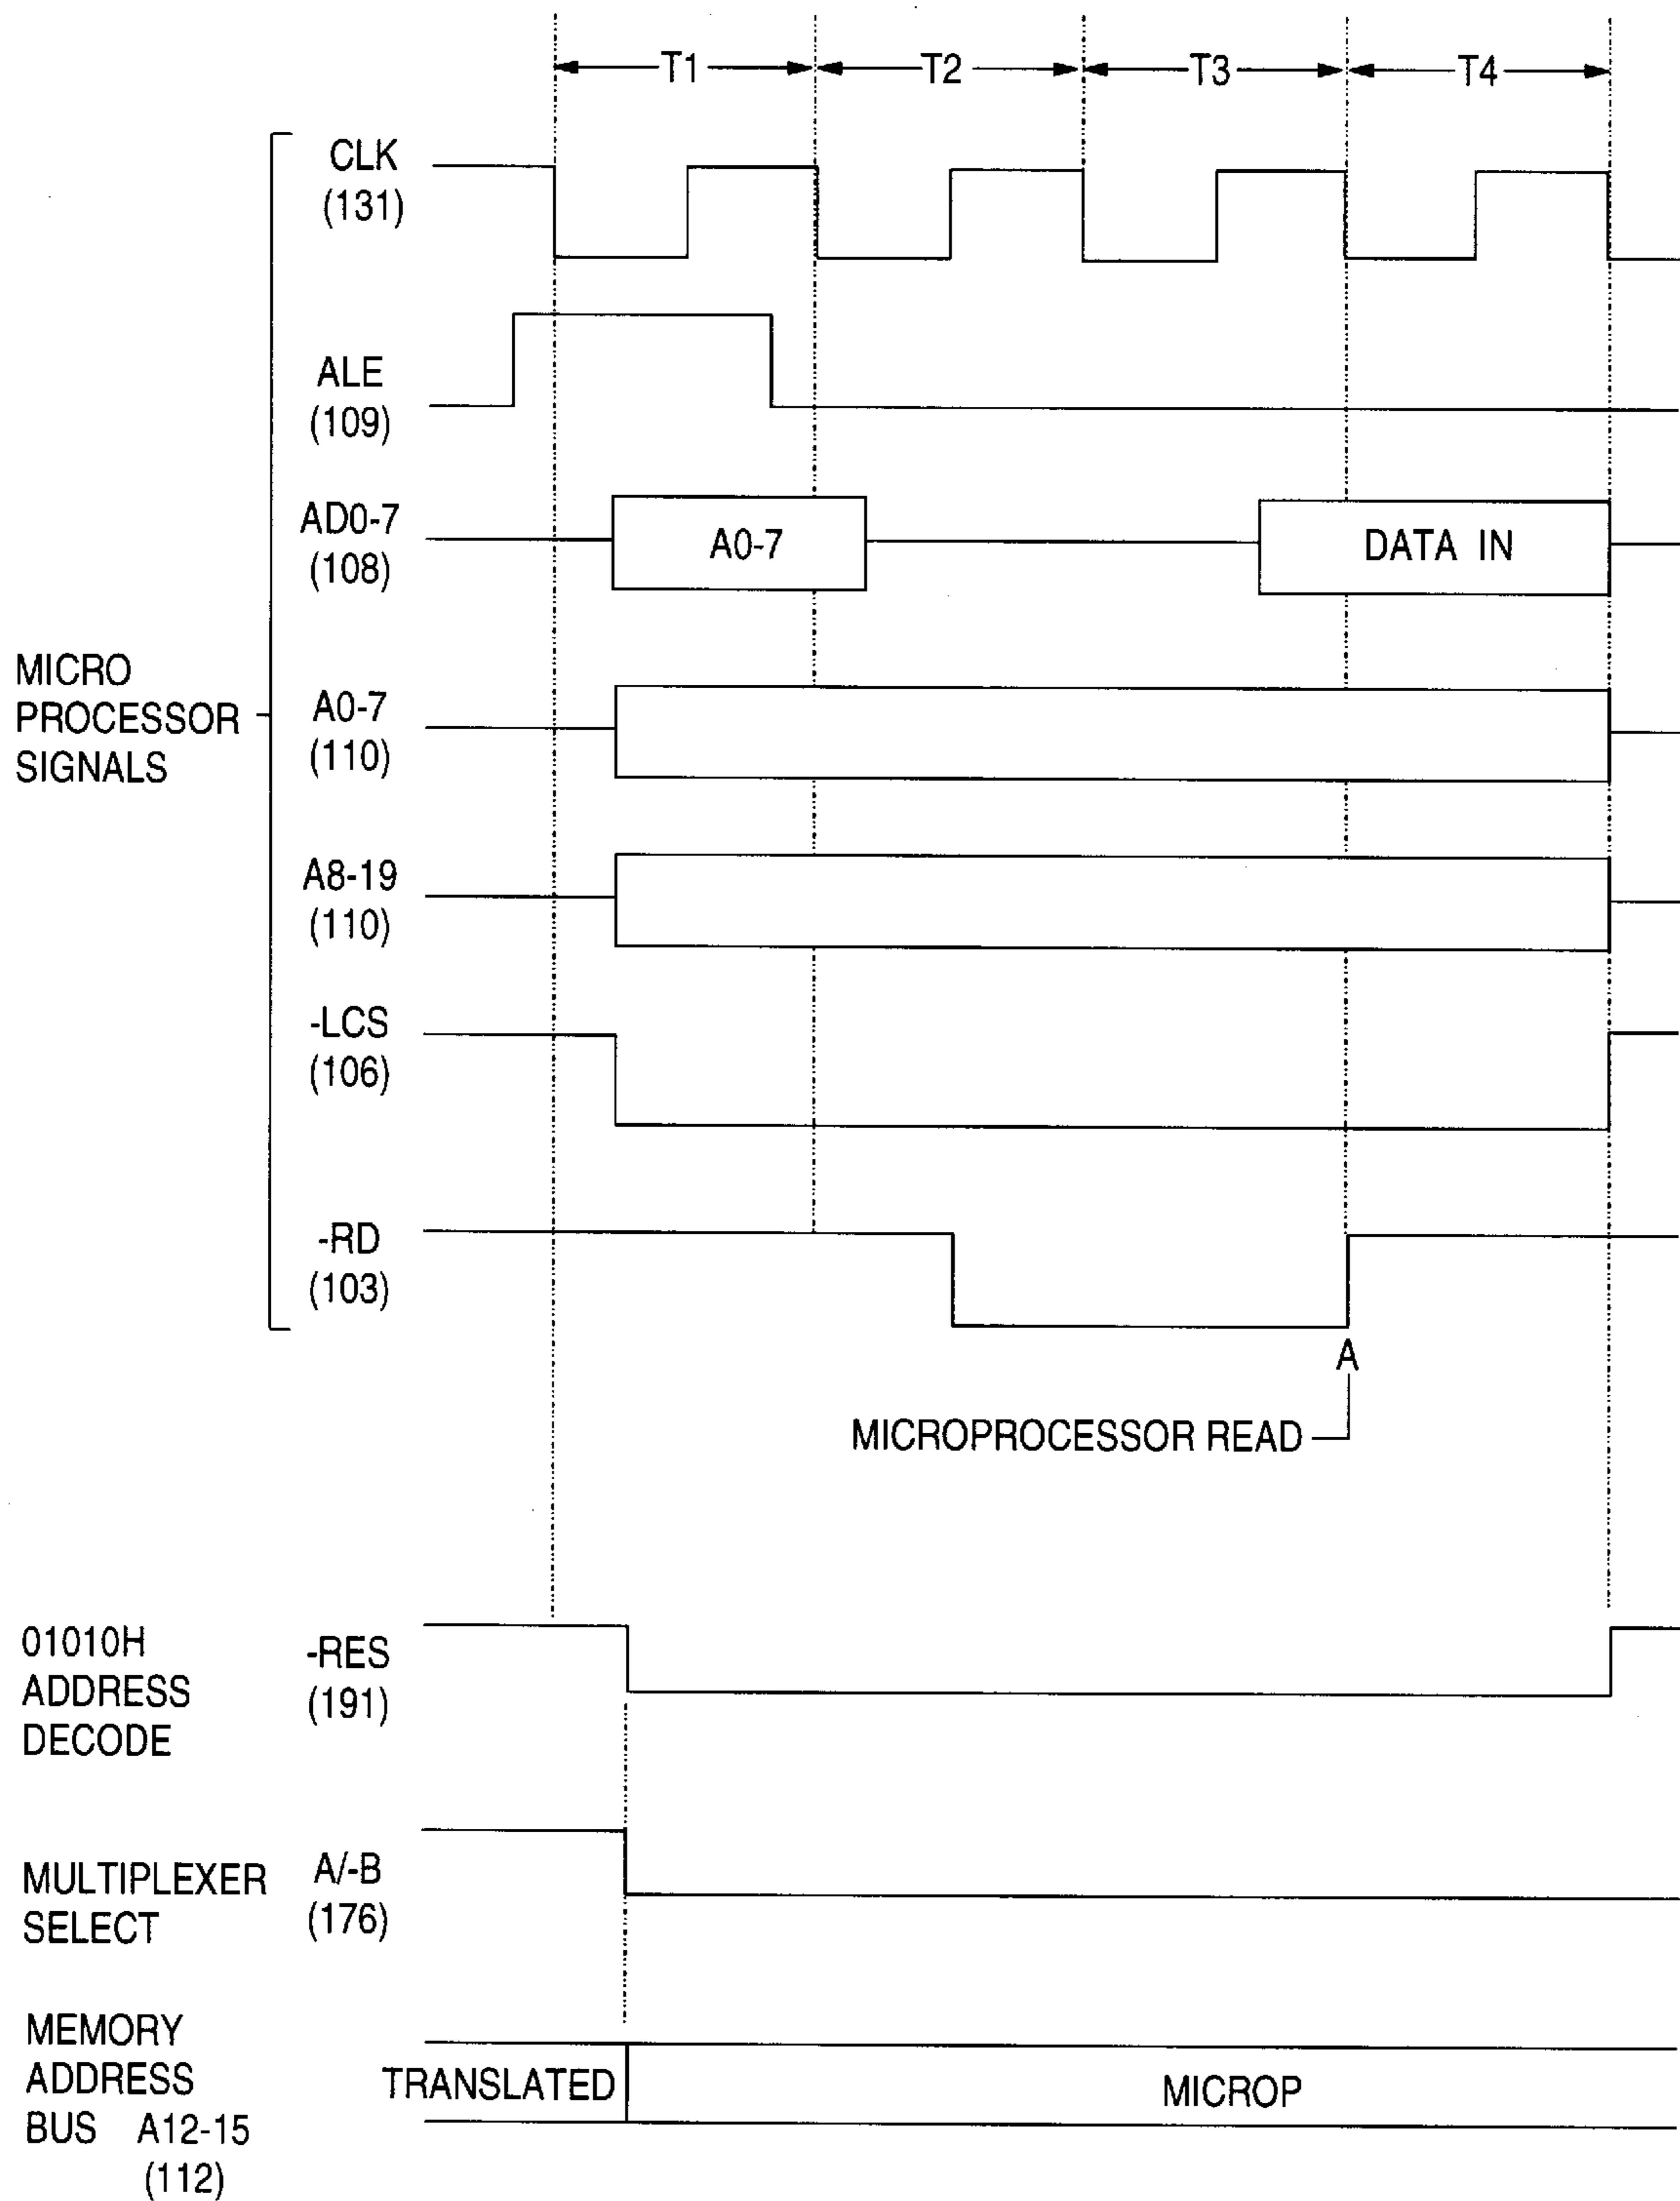 T1 T2 T3 T4
CLK
(131)
ALE
(109)
AD0-7
(108)
A0-7
DATA IN
MICRO
PROCESSOR
SIGNALS
A0-7
(110)
A8-19
(110)
-LCS
(106)
-RD
(103)
A
MICROPROCESSOR READ
01010H
ADDRESS
DECODE
-RES
(191)
MULTIPLEXER
SELECT
A/-B
(176)
MEMORY
ADDRESS
BUS A12-15
(112)
TRANSLATED
MICROP